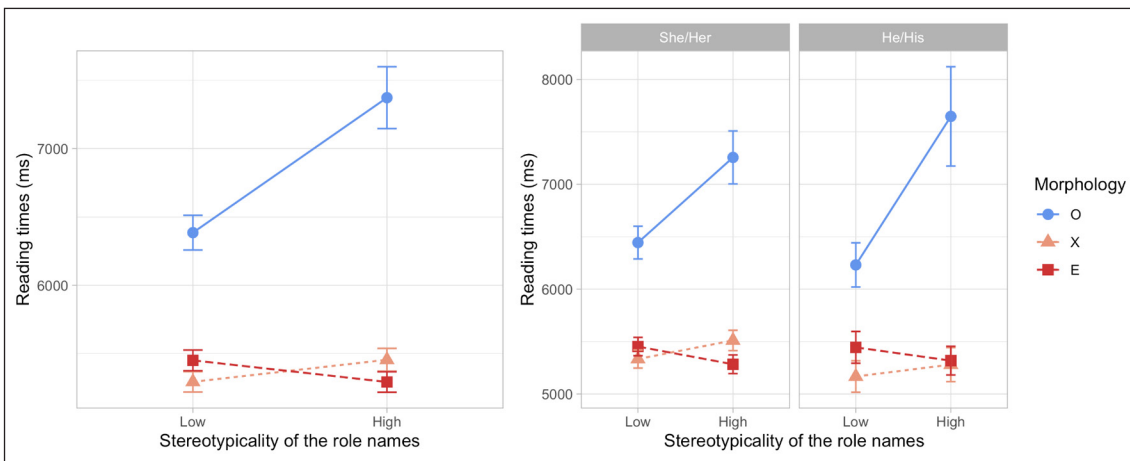 Reading times (ms)
7000
6000
Low
High
Stereotypicality of the role names
She/Her
He/His
Reading times (ms)
8000
7000
6000
5000
Low
High
Low
High
Stereotypicality of the role names
Morphology
O
X
E